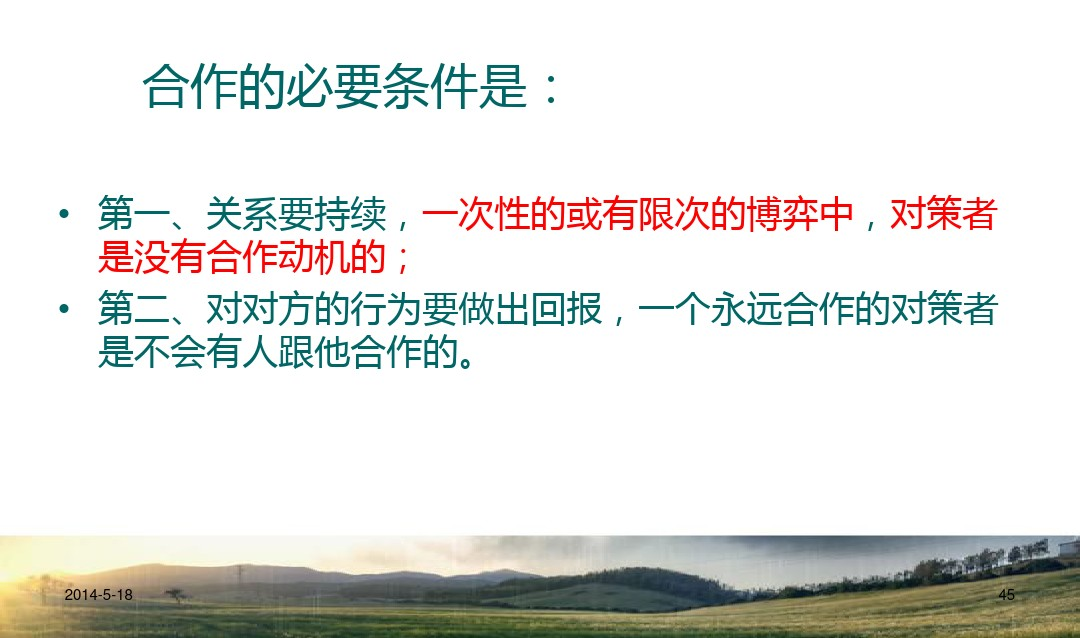 合作的必要条件是：
• 第一、关系要持续，一次性的或有限次的博弈中，对策者
是没有合作动机的；
• 第二、对对方的行为要做出回报，一个永远合作的对策者
是不会有人跟他合作的。
2014-5-18
45